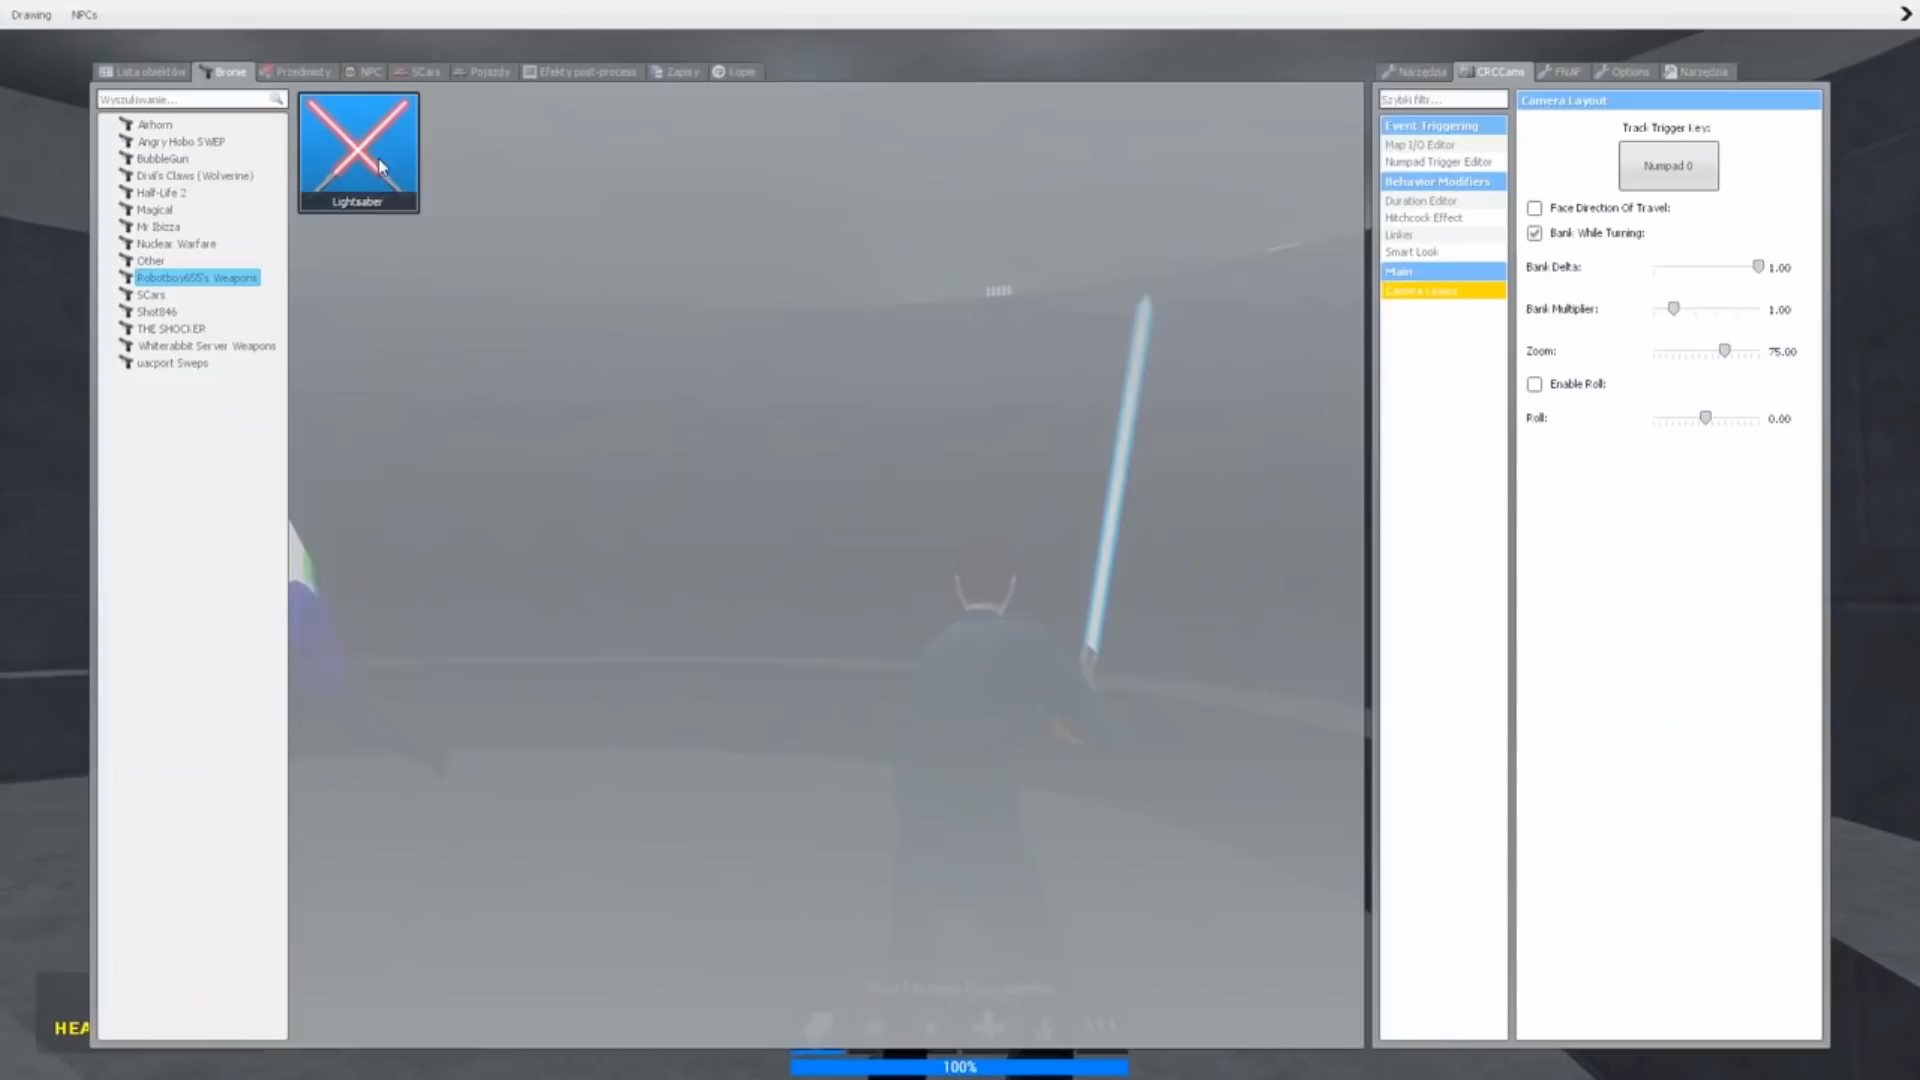 Drawing NPCs
Lista obiektów Bronie Przedmioty NPC SCars Pojazdy Efekty post-process Zapisy Kopie
Narzędzia CRCCams FNAF Options Narzędzia
Wyszukiwanie...
Airhorn
Angry Hobo SWEP
BubbleGun
Divil's Claws (Wolverine)
Half-Life 2
Magical
Mr Ibizza
Nuclear Warfare
Other
Robotboy655's Weapons
SCars
Shot846
THE SHOCKER
Whiterabbit Server Weapons
uacport Sweps
Lightsaber
Szybki filtr...
Event Triggering
Map I/O Editor
Numpad Trigger Editor
Behavior Modifiers
Duration Editor
Hitchcock Effect
Linker
Smart Look
Main
Camera Layout
Camera Layout
Track Trigger Key:
Numpad 0
Face Direction Of Travel:
Bank While Turning:
Bank Delta: 1.00
Bank Multiplier: 1.00
Zoom: 75.00
Enable Roll:
Roll: 0.00
HEA
100%